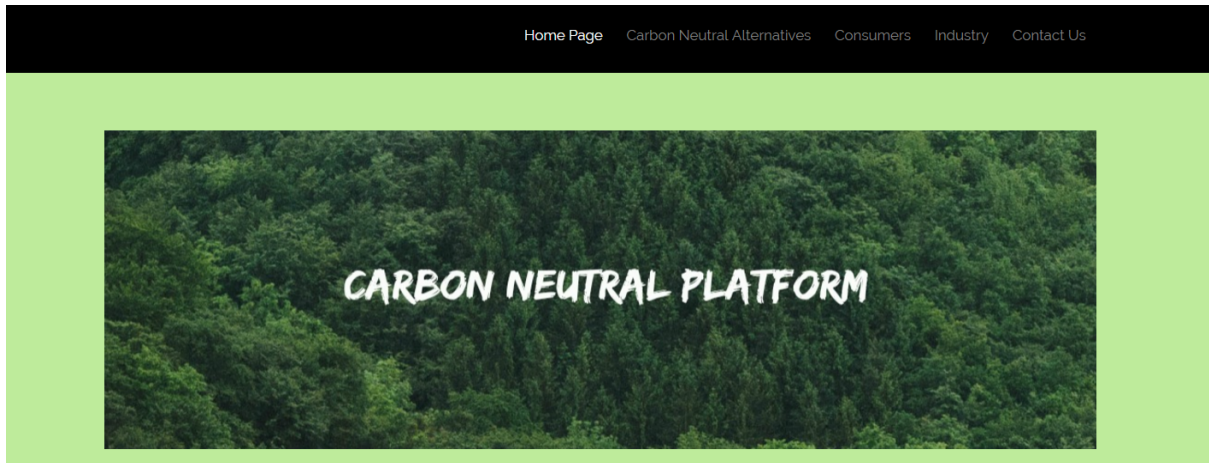 Home Page Carbon Neutral Alternatives Consumers Industry Contact Us
CARBON NEUTRAL PLATFORM